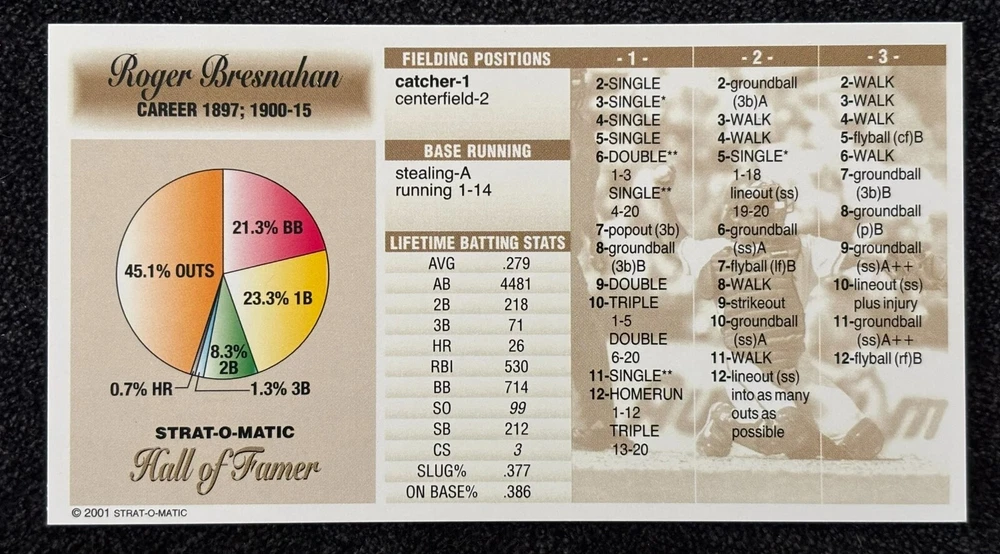 Roger Bresnahan
CAREER 1897; 1900-15
45.1% OUTS
21.3% BB
23.3% 1B
8.3%
2B
0.7% HR
1.3% 3B
STRAT-O-MATIC
Hall of Famer
© 2001 STRAT-O-MATIC
FIELDING POSITIONS
catcher-1
centerfield-2
BASE RUNNING
stealing-A
running 1-14
LIFETIME BATTING STATS
AVG .279
AB 4481
2B 218
3B 71
HR 26
RBI 530
BB 714
SO 99
SB 212
CS 3
SLUG% .377
ON BASE% .386
- 1 -
2-SINGLE
3-SINGLE*
4-SINGLE
5-SINGLE
6-DOUBLE**
1-3
SINGLE**
4-20
7-popout (3b)
8-groundball
(3b)B
9-DOUBLE
10-TRIPLE
1-5
DOUBLE
6-20
11-SINGLE**
12-HOMERUN
1-12
TRIPLE
13-20
- 2 -
2-groundball
(3b)A
3-WALK
4-WALK
5-SINGLE*
1-18
lineout (ss)
19-20
6-groundball
(ss)A
7-flyball (lf)B
8-WALK
9-strikeout
10-groundball
(ss)A
11-WALK
12-lineout (ss)
into as many
outs as
possible
- 3 -
2-WALK
3-WALK
4-WALK
5-flyball (cf)B
6-WALK
7-groundball
(3b)B
8-groundball
(p)B
9-groundball
(ss)A++
10-lineout (ss)
plus injury
11-groundball
(ss)A++
12-flyball (rf)B